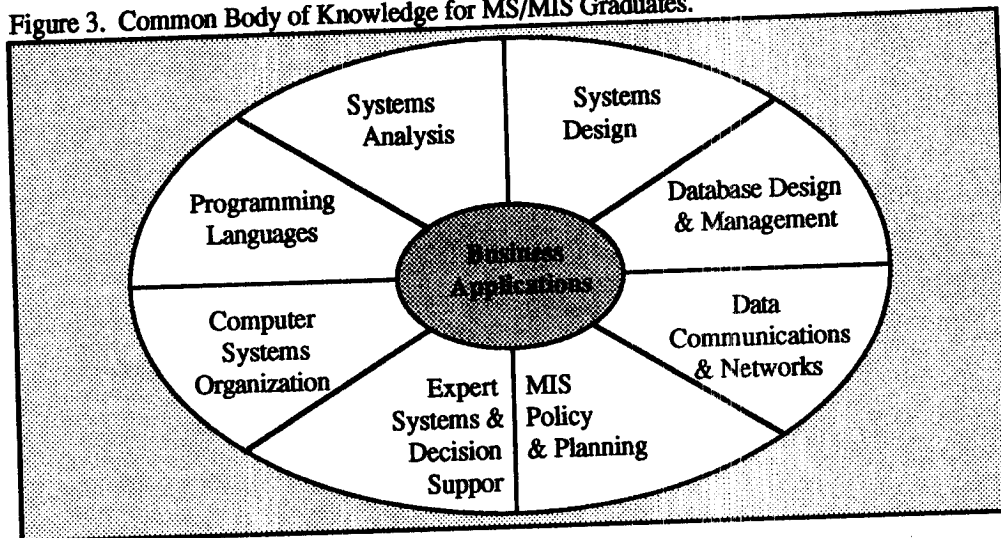 Figure 3. Common Body of Knowledge for MS/MIS Graduates.
Systems
Analysis
Systems
Design
Programming
Languages
Database Design
& Management
Business
Applications
Computer
Systems
Organization
Data
Communications
& Networks
Expert
Systems &
Decision
Suppor
MIS
Policy
& Planning